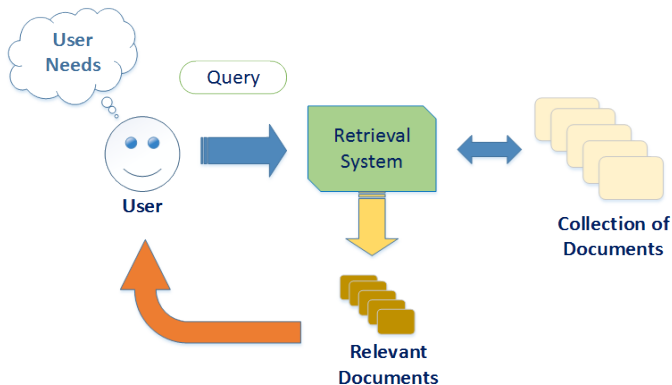 User
Needs
Query
Retrieval
System
User
Collection of
Documents
Relevant
Documents